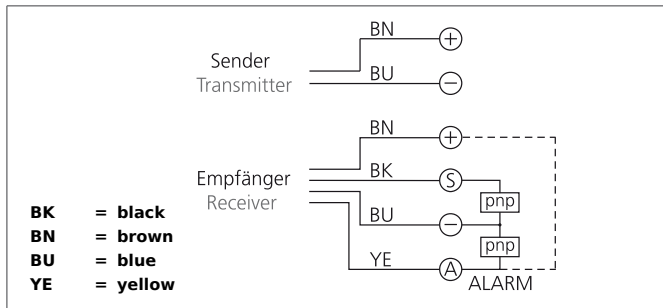 BN
+
Sender
BU
Transmitter
−
BN
+
BK
S
Empfänger
pnp
Receiver
BU
−
pnp
YE
A
ALARM
BK = black
BN = brown
BU = blue
YE = yellow